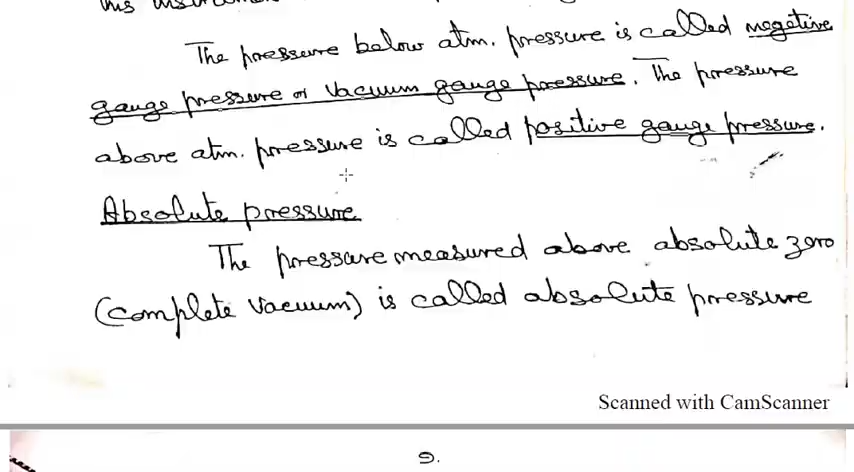 The pressure below atm. pressure is called negetive
gauge pressure or vacuum gauge pressure. The pressure
above atm. pressure is called positive gauge pressure.
Absolute pressure
The pressure measured above absolute zero
(complete vacuum) is called absolute pressure
Scanned with CamScanner
9.